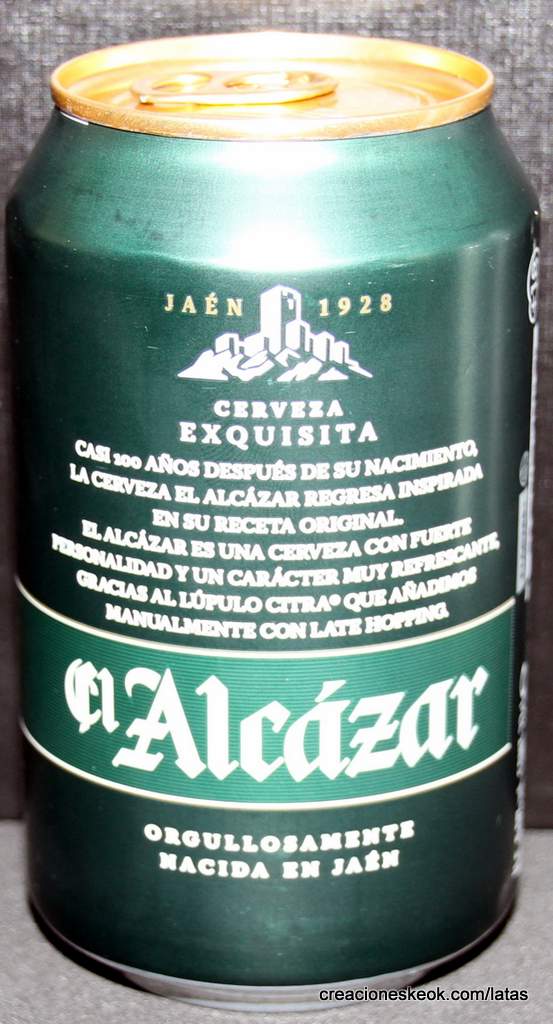 JAÉN 1928
CERVEZA
EXQUISITA
CASI 100 AÑOS DESPUÉS DE SU NACIMIENTO,
LA CERVEZA EL ALCÁZAR REGRESA INSPIRADA
EN SU RECETA ORIGINAL.
EL ALCÁZAR ES UNA CERVEZA CON FUERTE
PERSONALIDAD Y UN CARÁCTER MUY REFRESCANTE,
GRACIAS AL LÚPULO CITRA® QUE AÑADIMOS
MANUALMENTE CON LATE HOPPING.
El Alcázar
ORGULLOSAMENTE
NACIDA EN JAÉN
creacioneskeok.com/latas